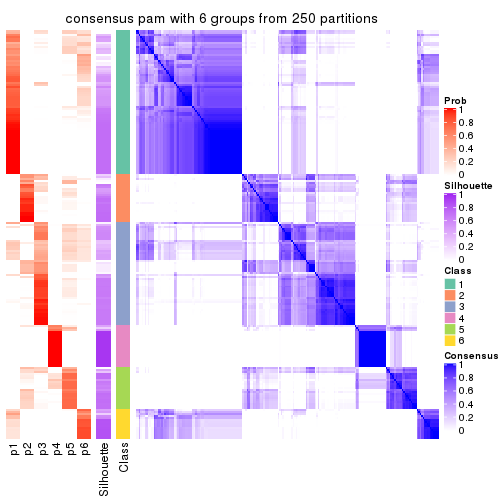 consensus pam with 6 groups from 250 partitions
Prob
1
0.8
0.6
0.4
0.2
0
Silhouette
1
0.8
0.6
0.4
0.2
0
Class
1
2
3
4
5
6
Consensus
1
0.8
0.6
0.4
0.2
0
p1
p2
p3
p4
p5
p6
Silhouette
Class